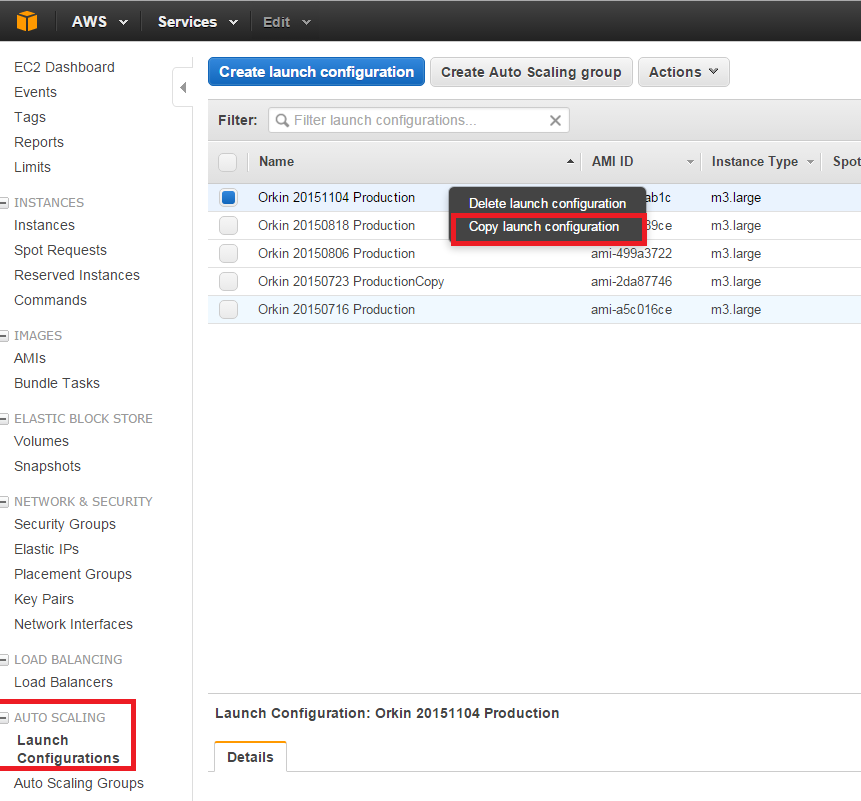 AWS Services Edit
EC2 Dashboard
Events
Tags
Reports
Limits
INSTANCES
Instances
Spot Requests
Reserved Instances
Commands
IMAGES
AMIs
Bundle Tasks
ELASTIC BLOCK STORE
Volumes
Snapshots
NETWORK & SECURITY
Security Groups
Elastic IPs
Placement Groups
Key Pairs
Network Interfaces
LOAD BALANCING
Load Balancers
AUTO SCALING
Launch
Configurations
Auto Scaling Groups
Create launch configuration Create Auto Scaling group Actions
Filter: Filter launch configurations...
Name AMI ID Instance Type Spot
Orkin 20151104 Production ab1c m3.large
Orkin 20150818 Production 39ce m3.large
Orkin 20150806 Production ami-499a3722 m3.large
Orkin 20150723 ProductionCopy ami-2da87746 m3.large
Orkin 20150716 Production ami-a5c016ce m3.large
Delete launch configuration
Copy launch configuration
Launch Configuration: Orkin 20151104 Production
Details